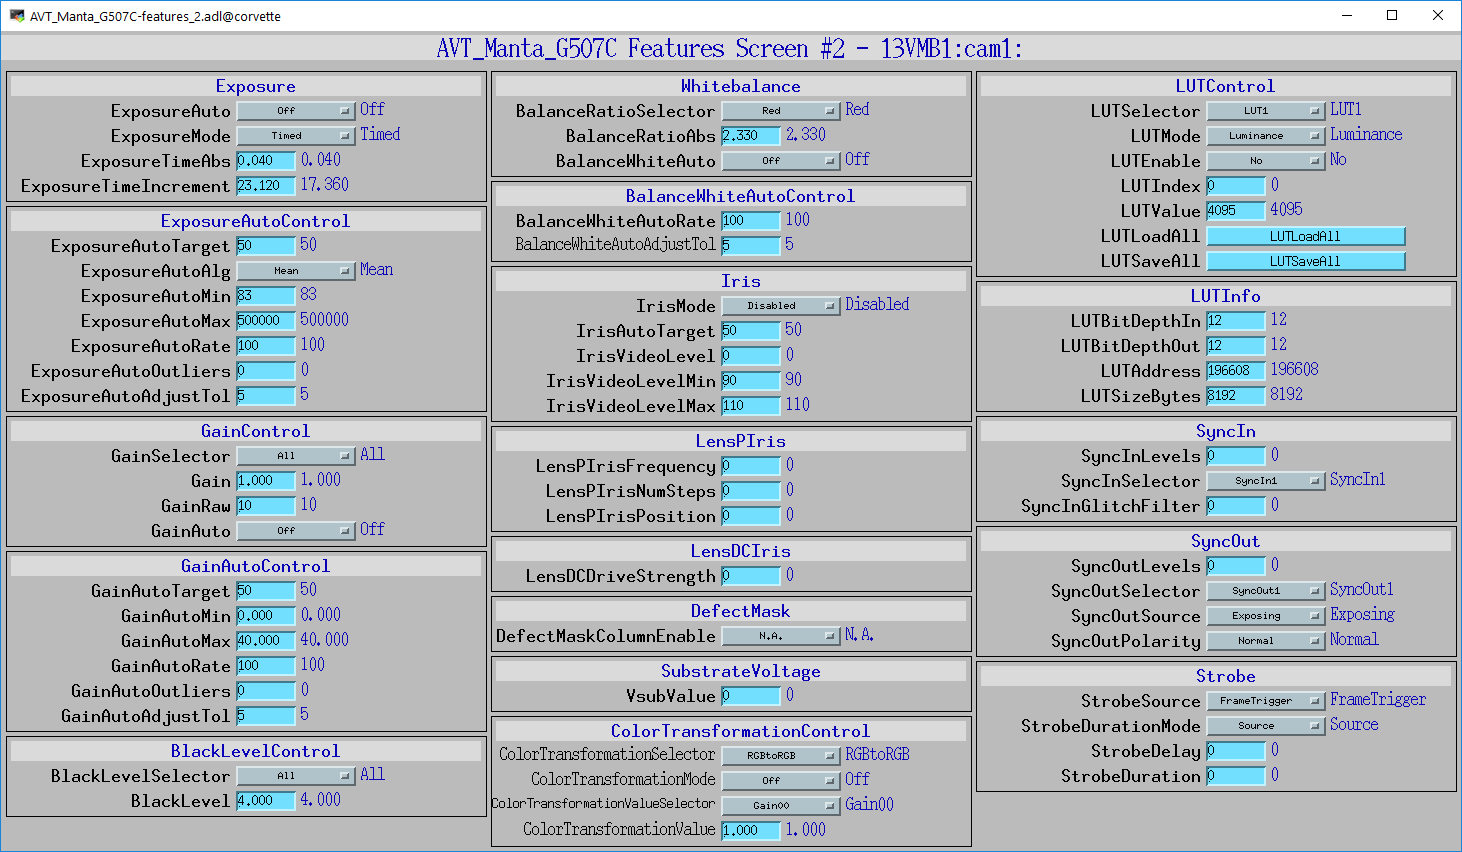 AVT_Manta_G507C-features_2.adl@corvette
AVT_Manta_G507C Features Screen #2 - 13VMB1:cam1:
Exposure
ExposureAuto Off Off
ExposureMode Timed Timed
ExposureTimeAbs 0.040 0.040
ExposureTimeIncrement 23.120 17.360
ExposureAutoControl
ExposureAutoTarget 50 50
ExposureAutoAlg Mean Mean
ExposureAutoMin 83 83
ExposureAutoMax 500000 500000
ExposureAutoRate 100 100
ExposureAutoOutliers 0 0
ExposureAutoAdjustTol 5 5
GainControl
GainSelector All All
Gain 1.000 1.000
GainRaw 10 10
GainAuto Off Off
GainAutoControl
GainAutoTarget 50 50
GainAutoMin 0.000 0.000
GainAutoMax 40.000 40.000
GainAutoRate 100 100
GainAutoOutliers 0 0
GainAutoAdjustTol 5 5
BlackLevelControl
BlackLevelSelector All All
BlackLevel 4.000 4.000
Whitebalance
BalanceRatioSelector Red Red
BalanceRatioAbs 2.330 2.330
BalanceWhiteAuto Off Off
BalanceWhiteAutoControl
BalanceWhiteAutoRate 100 100
BalanceWhiteAutoAdjustTol 5 5
Iris
IrisMode Disabled Disabled
IrisAutoTarget 50 50
IrisVideoLevel 0 0
IrisVideoLevelMin 90 90
IrisVideoLevelMax 110 110
LensPIris
LensPIrisFrequency 0 0
LensPIrisNumSteps 0 0
LensPIrisPosition 0 0
LensDCIris
LensDCDriveStrength 0 0
DefectMask
DefectMaskColumnEnable N.A. N.A.
SubstrateVoltage
VsubValue 0 0
ColorTransformationControl
ColorTransformationSelector RGBtoRGB RGBtoRGB
ColorTransformationMode Off Off
ColorTransformationValueSelector Gain00 Gain00
ColorTransformationValue 1.000 1.000
LUTControl
LUTSelector LUT1 LUT1
LUTMode Luminance Luminance
LUTEnable No No
LUTIndex 0 0
LUTValue 4095 4095
LUTLoadAll LUTLoadAll
LUTSaveAll LUTSaveAll
LUTInfo
LUTBitDepthIn 12 12
LUTBitDepthOut 12 12
LUTAddress 196608 196608
LUTSizeBytes 8192 8192
SyncIn
SyncInLevels 0 0
SyncInSelector SyncIn1 SyncIn1
SyncInGlitchFilter 0 0
SyncOut
SyncOutLevels 0 0
SyncOutSelector SyncOut1 SyncOut1
SyncOutSource Exposing Exposing
SyncOutPolarity Normal Normal
Strobe
StrobeSource FrameTrigger FrameTrigger
StrobeDurationMode Source Source
StrobeDelay 0 0
StrobeDuration 0 0